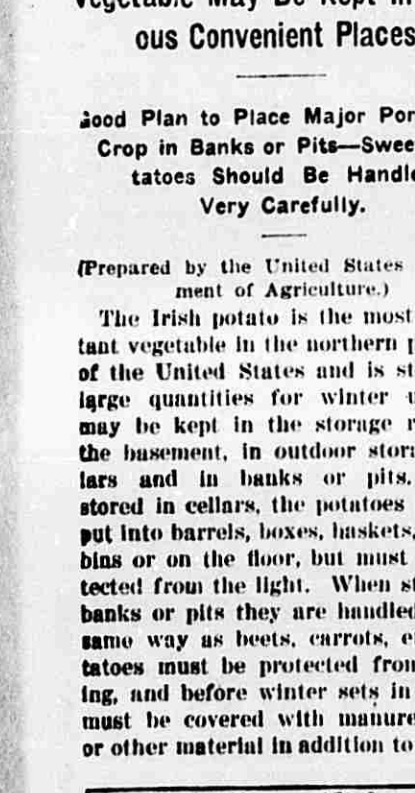 Vegetable May Be Kept in
ous Convenient Places
Good Plan to Place Major Por
Crop in Banks or Pits—Swee
tatoes Should Be Handle
Very Carefully.
(Prepared by the United States
ment of Agriculture.)
The Irish potato is the most
tant vegetable in the northern p
of the United States and is st
large quantities for winter u
may be kept in the storage r
the basement, in outdoor stora
lars and in banks or pits.
stored in cellars, the potatoes
put into barrels, boxes, baskets,
bins or on the floor, but must
tected from the light. When st
banks or pits they are handled
same way as beets, carrots, e
tatoes must be protected from
ing, and before winter sets in
must be covered with manure
or other material in addition to